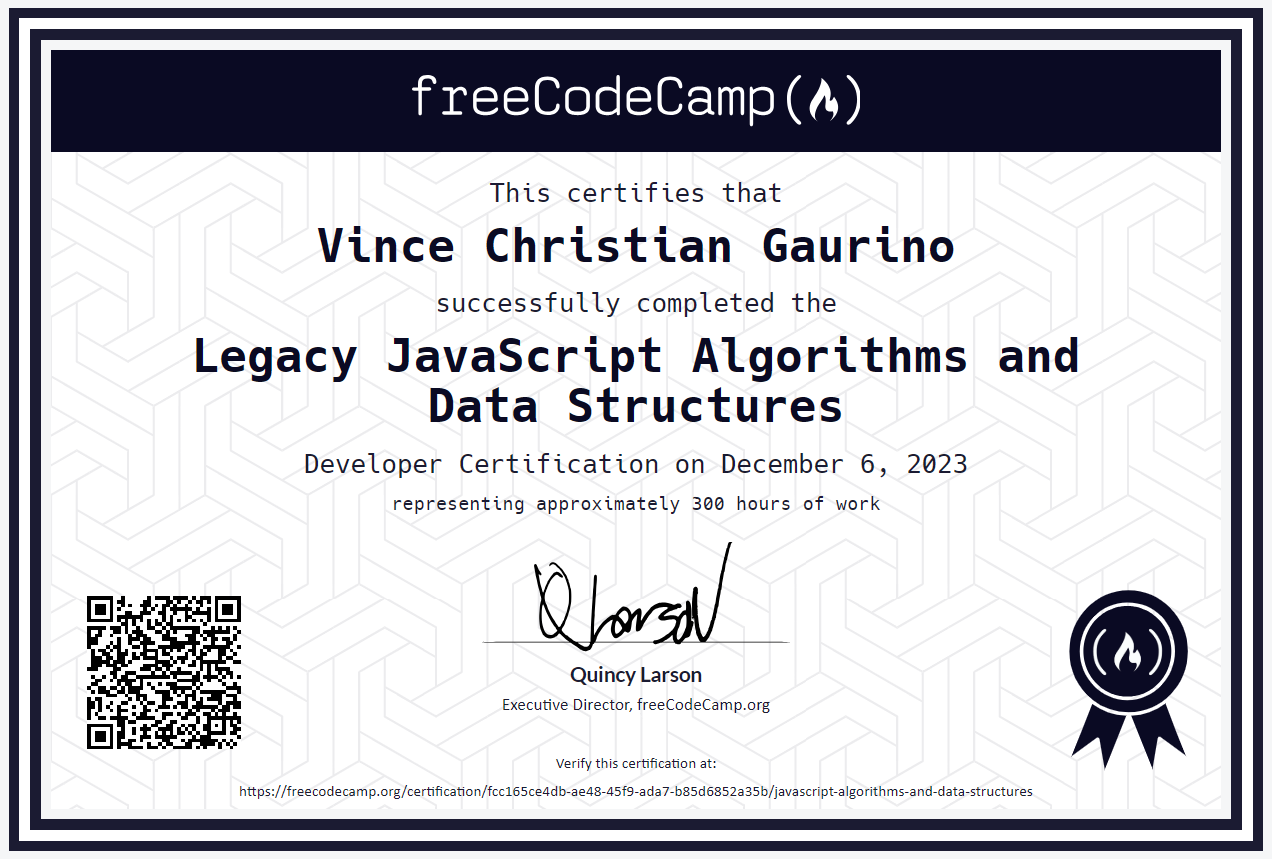 freeCodeCamp
This certifies that
Vince Christian Gaurino
successfully completed the
Legacy JavaScript Algorithms and
Data Structures
Developer Certification on December 6, 2023
representing approximately 300 hours of work
Quincy Larson
Executive Director, freeCodeCamp.org
Verify this certification at:
https://freecodecamp.org/certification/fcc165ce4db-ae48-45f9-ada7-b85d6852a35b/javascript-algorithms-and-data-structures